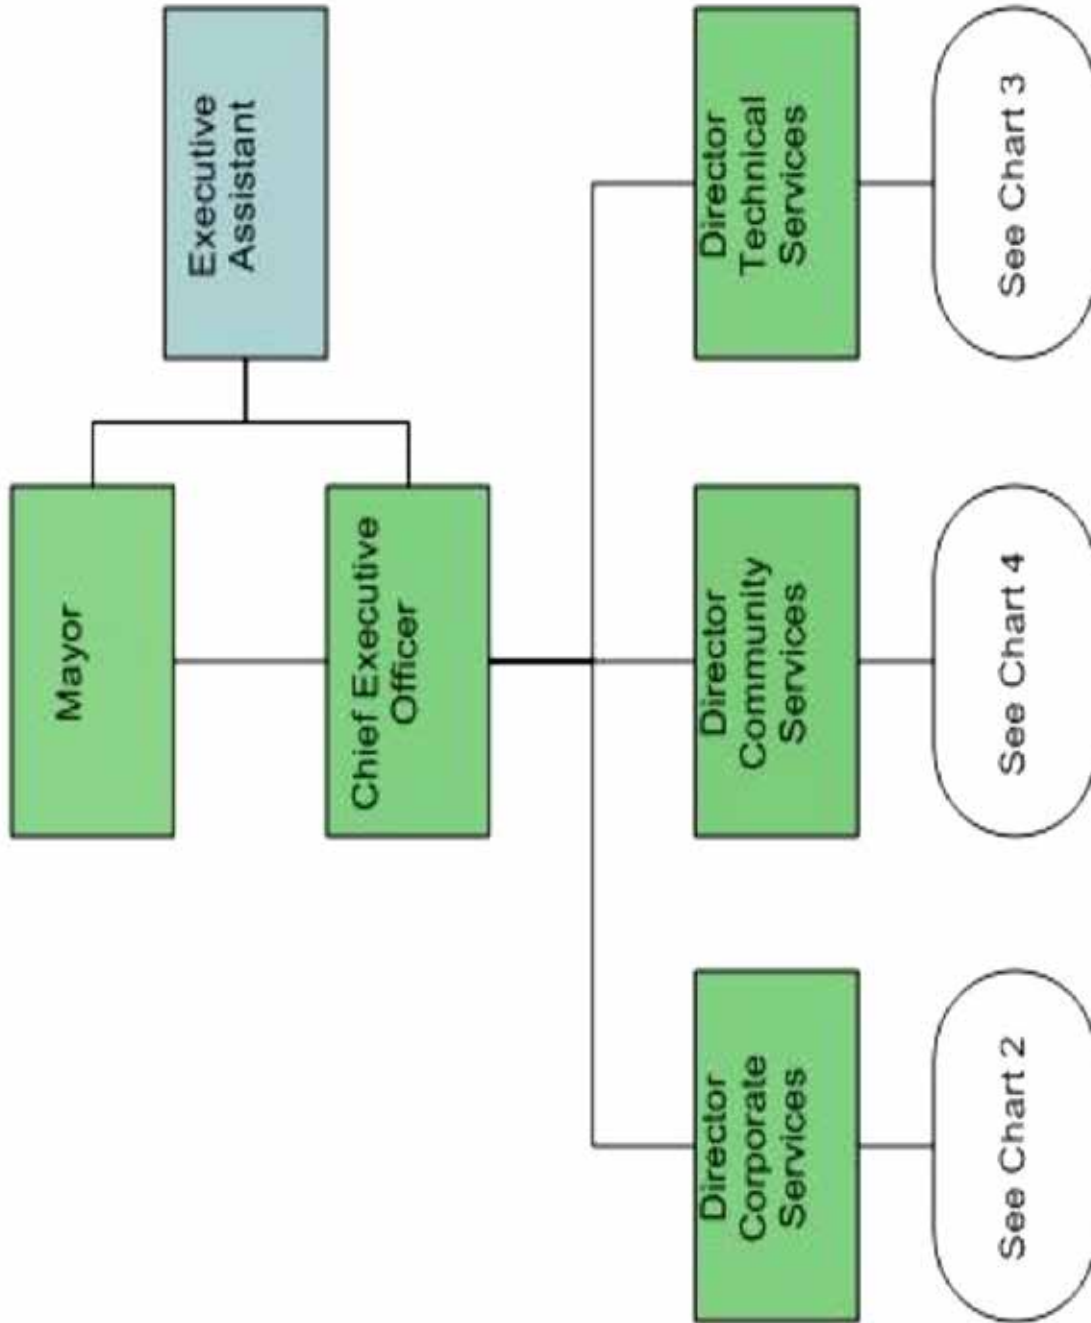 Mayor
Executive
Assistant
Chief Executive
Officer
Director
Corporate
Services
Director
Community
Services
Director
Technical
Services
See Chart 2
See Chart 4
See Chart 3